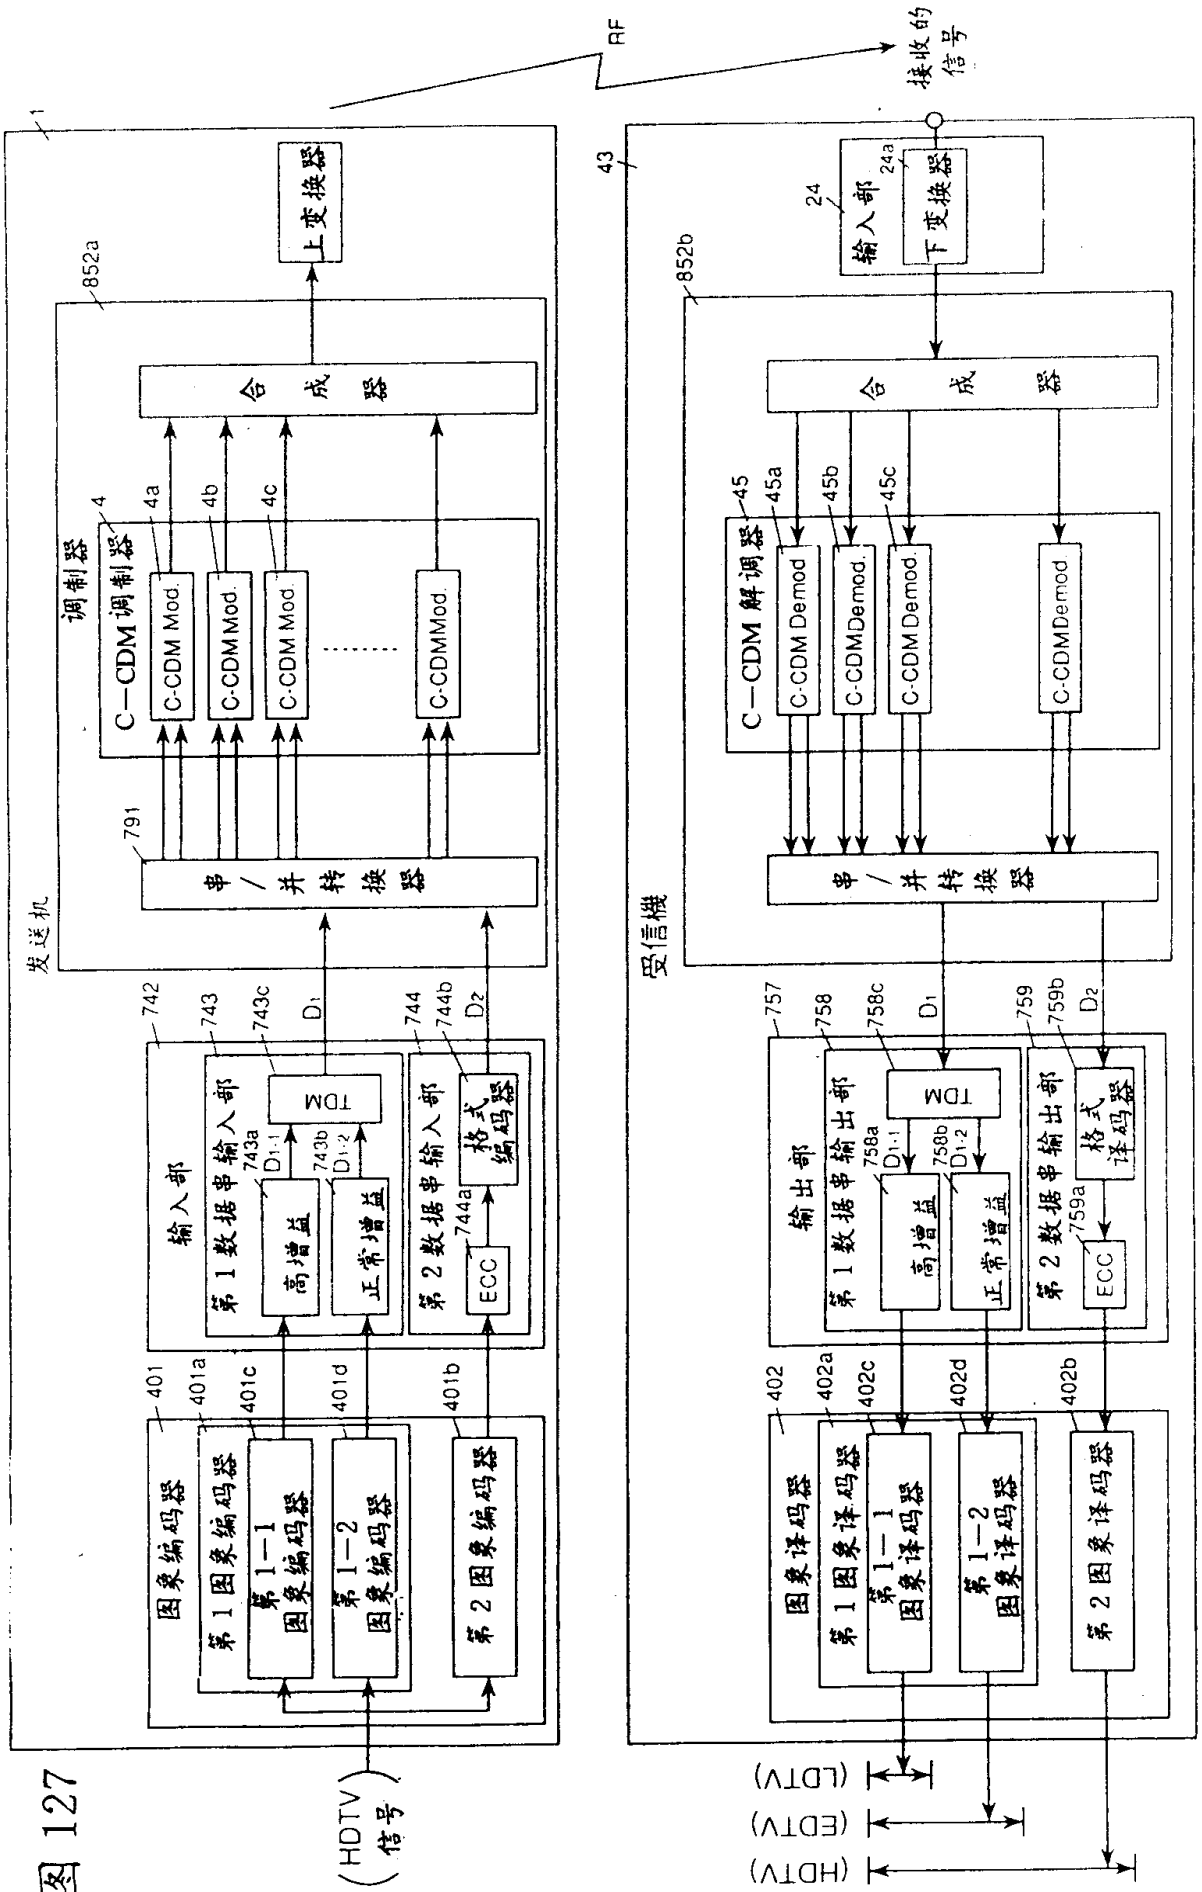 图 127
发送机
1
(HDTV
信号)
图象编码器
401
第1图象编码器
401a
第1—1
图象编码器
401c
第1—2
图象编码器
401d
第2图象编码器
401b
输入部
742
第1数据串输入部
743
高增益
743a
D1-1
正常增益
743b
D1-2
TDM
743c
D1
第2数据串输入部
744
ECC
744a
格式
编码器
744b
D2
调制器
852a
串/并转换器
791
C—CDM调制器
4
C-CDM Mod.
4a
C-CDM Mod.
4b
C-CDM Mod.
4c
C-CDM Mod.
合成器
上变换器
RF
接收的
信号
受信機
43
输入部
24
下变换器
24a
852b
合成器
C—CDM解调器
45
C-CDM Demod.
45a
C-CDM Demod.
45b
C-CDM Demod.
45c
C-CDM Demod.
串/并转换器
输出部
757
第1数据串输出部
758
D1
TDM
758c
高增益
758a
D1-1
正常增益
758b
D1-2
第2数据串输出部
759
D2
格式
译码器
759b
ECC
759a
图象译码器
402
第1图象译码器
402a
第1—1
图象译码器
402c
第1—2
图象译码器
402d
第2图象译码器
402b
(LDTV)
(EDTV)
(HDTV)